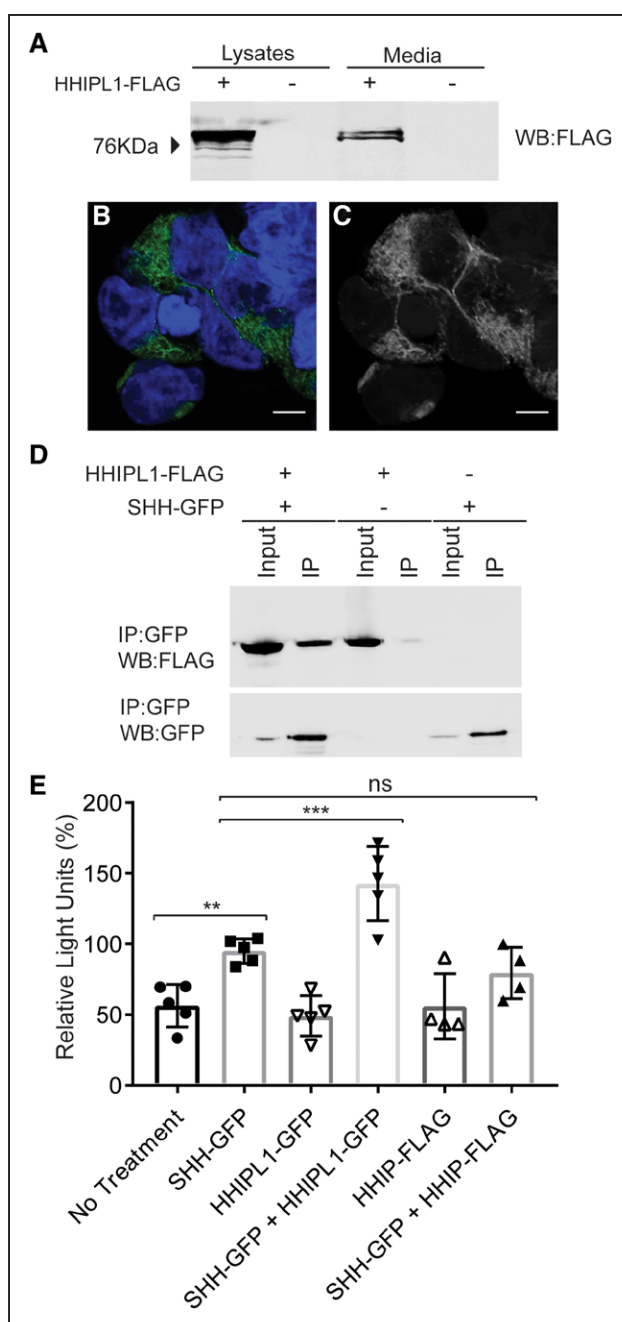 A
Lysates Media
HHIPL1-FLAG + - + -
76KDa WB:FLAG
B C
D
HHIPL1-FLAG + + -
SHH-GFP + - +
Input IP Input IP Input IP
IP:GFP
WB:FLAG
IP:GFP
WB:GFP
E
ns
***
**
Relative Light Units (%)
200
150
100
50
0
No Treatment
SHH-GFP
HHIPL1-GFP
SHH-GFP + HHIPL1-GFP
HHIP-FLAG
SHH-GFP + HHIP-FLAG